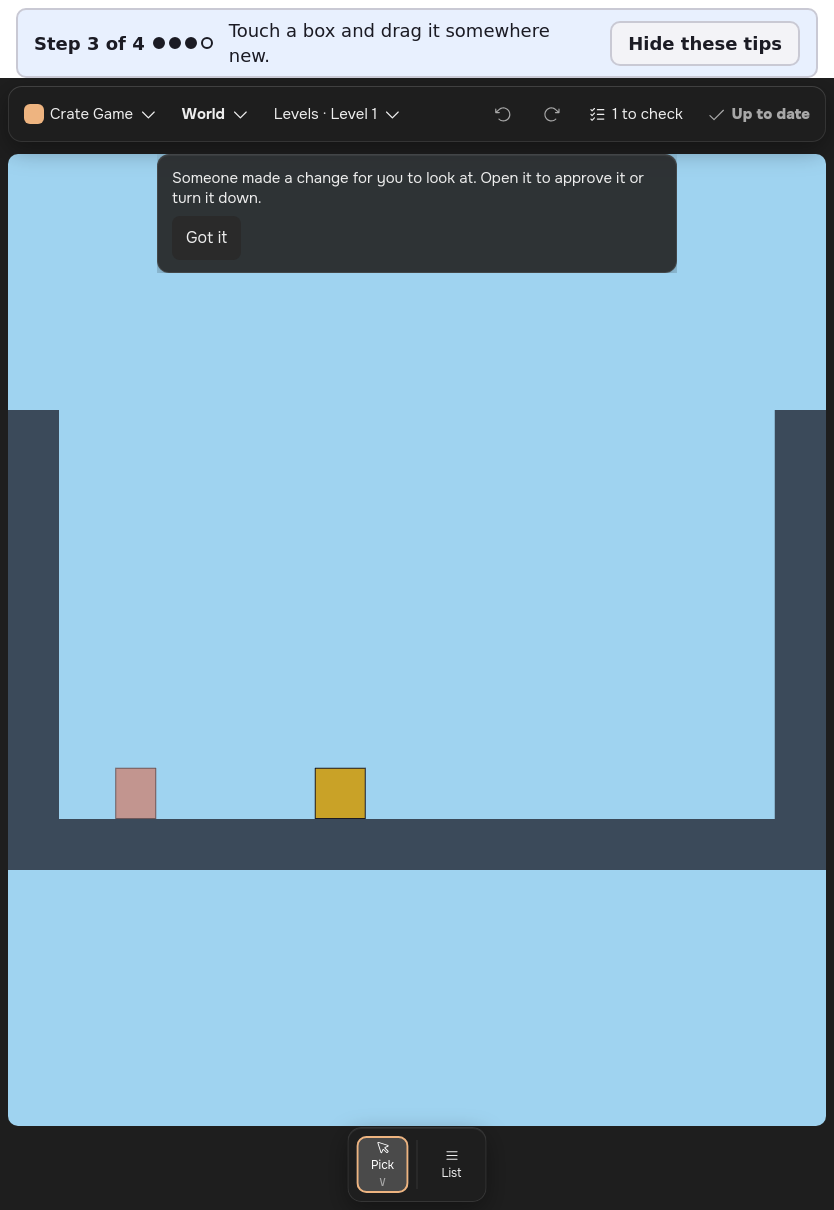 Step 3 of 4
Touch a box and drag it somewhere
new.
Hide these tips
Crate Game
World
Levels · Level 1
1 to check
Up to date
Someone made a change for you to look at. Open it to approve it or
turn it down.
Got it
Pick
V
List